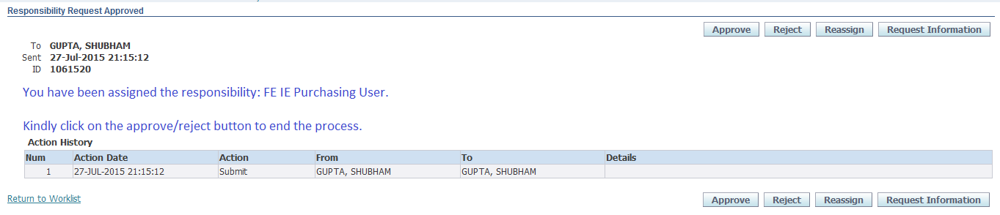 Responsibility Request Approved
Approve Reject Reassign Request Information
To GUPTA, SHUBHAM
Sent 27-Jul-2015 21:15:12
ID 1061520
You have been assigned the responsibility: FE IE Purchasing User.
Kindly click on the approve/reject button to end the process.
Action History
Num Action Date Action From To Details
1 27-JUL-2015 21:15:12 Submit GUPTA, SHUBHAM GUPTA, SHUBHAM
Return to Worklist Approve Reject Reassign Request Information